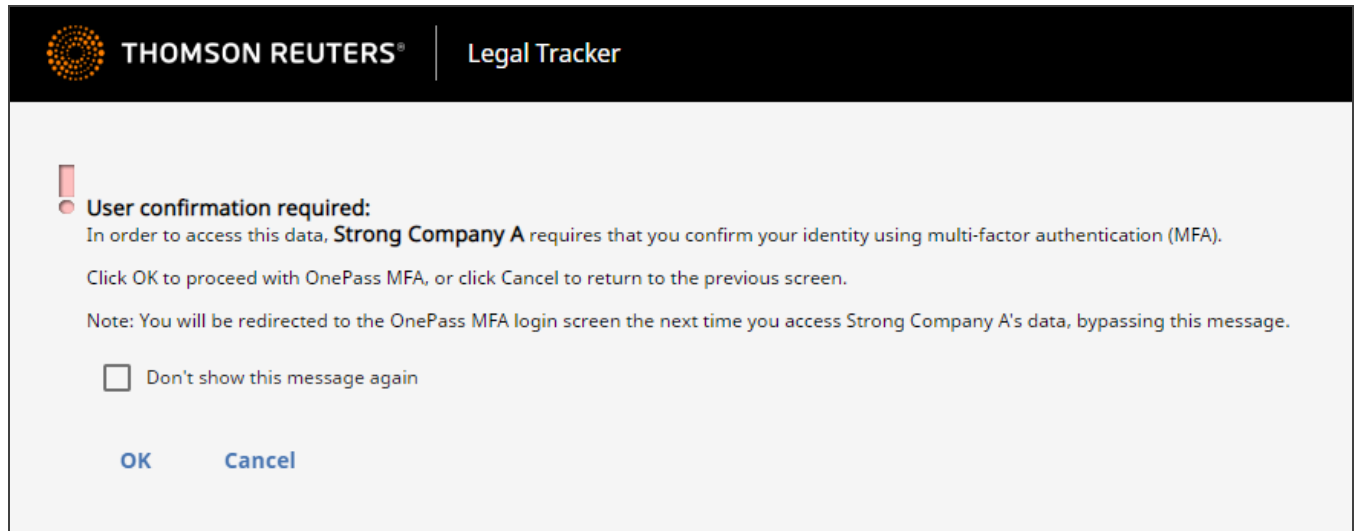 THOMSON REUTERS® Legal Tracker
User confirmation required:
In order to access this data, Strong Company A requires that you confirm your identity using multi-factor authentication (MFA).
Click OK to proceed with OnePass MFA, or click Cancel to return to the previous screen.
Note: You will be redirected to the OnePass MFA login screen the next time you access Strong Company A's data, bypassing this message.
Don't show this message again
OK Cancel